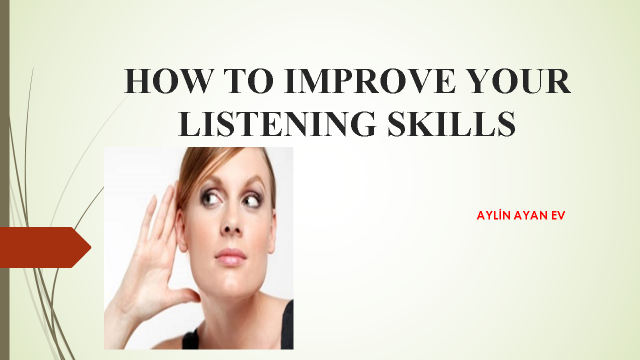 HOW TO IMPROVE YOUR
LISTENING SKILLS
AYLİN AYAN EV